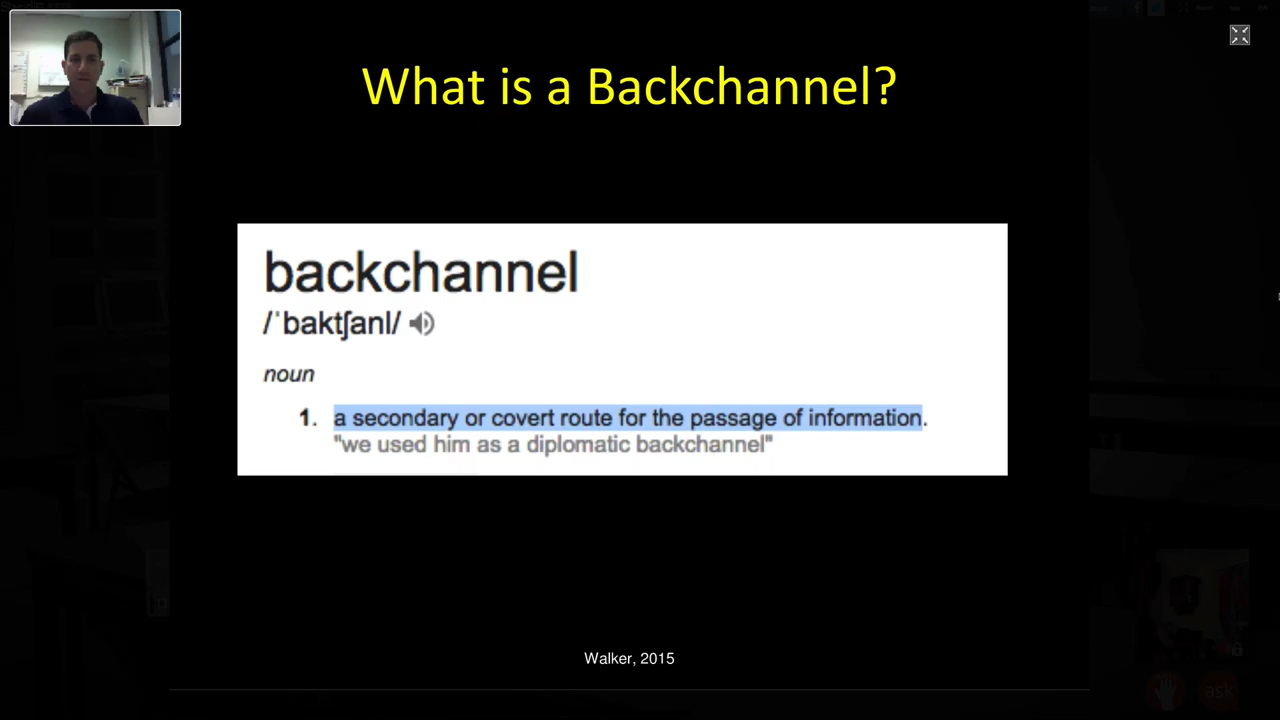 What is a Backchannel?
backchannel
/ˈbaktʃanl/
noun
1. a secondary or covert route for the passage of information.
"we used him as a diplomatic backchannel"
Walker, 2015
ask